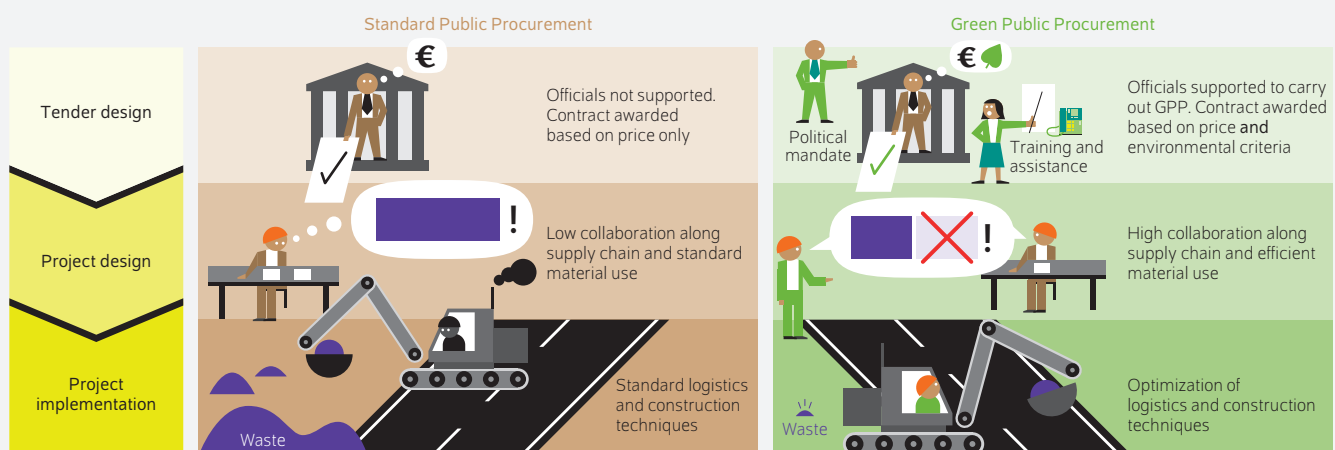 Standard Public Procurement
Green Public Procurement
Tender design
€
Officials not supported.
Contract awarded
based on price only
€
Political
mandate
Training and
assistance
Officials supported to carry
out GPP. Contract awarded
based on price and
environmental criteria
Project design
!
Low collaboration along
supply chain and standard
material use
!
High collaboration along
supply chain and efficient
material use
Project
implementation
Waste
Standard logistics
and construction
techniques
Waste
Optimization of
logistics and construction
techniques